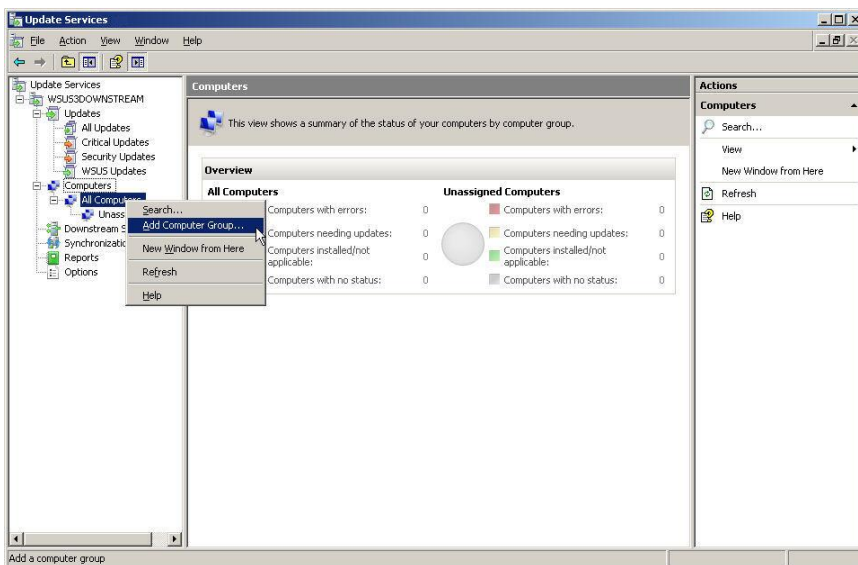 Update Services
File Action View Window Help
Update Services
WSUS3DOWNSTREAM
Updates
All Updates
Critical Updates
Security Updates
WSUS Updates
Computers
All Computers
Unass
Downstream S
Synchronizatio
Reports
Options
Search...
Add Computer Group...
New Window from Here
Refresh
Help
Computers
This view shows a summary of the status of your computers by computer group.
Overview
All Computers
Computers with errors: 0
Computers needing updates: 0
Computers installed/not applicable: 0
Computers with no status: 0
Unassigned Computers
Computers with errors: 0
Computers needing updates: 0
Computers installed/not
applicable: 0
Computers with no status: 0
Actions
Computers
Search...
View
New Window from Here
Refresh
Help
Add a computer group